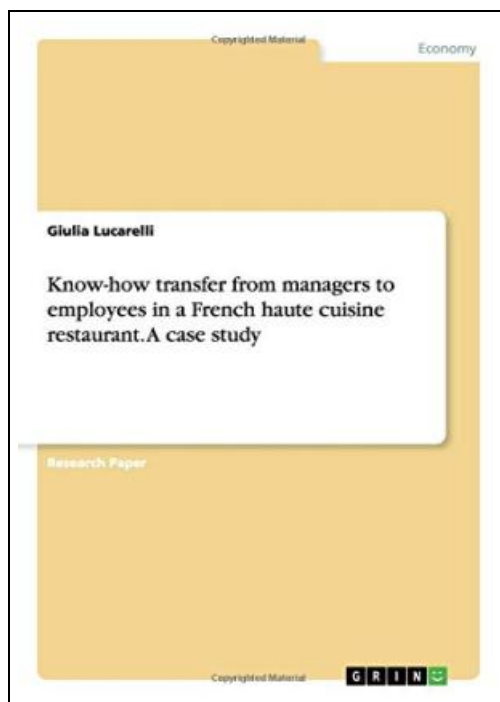 Copyrighted Material
Economy
Giulia Lucarelli
Know-how transfer from managers to
employees in a French haute cuisine
restaurant. A case study
Research Paper
Copyrighted Material
GRIN